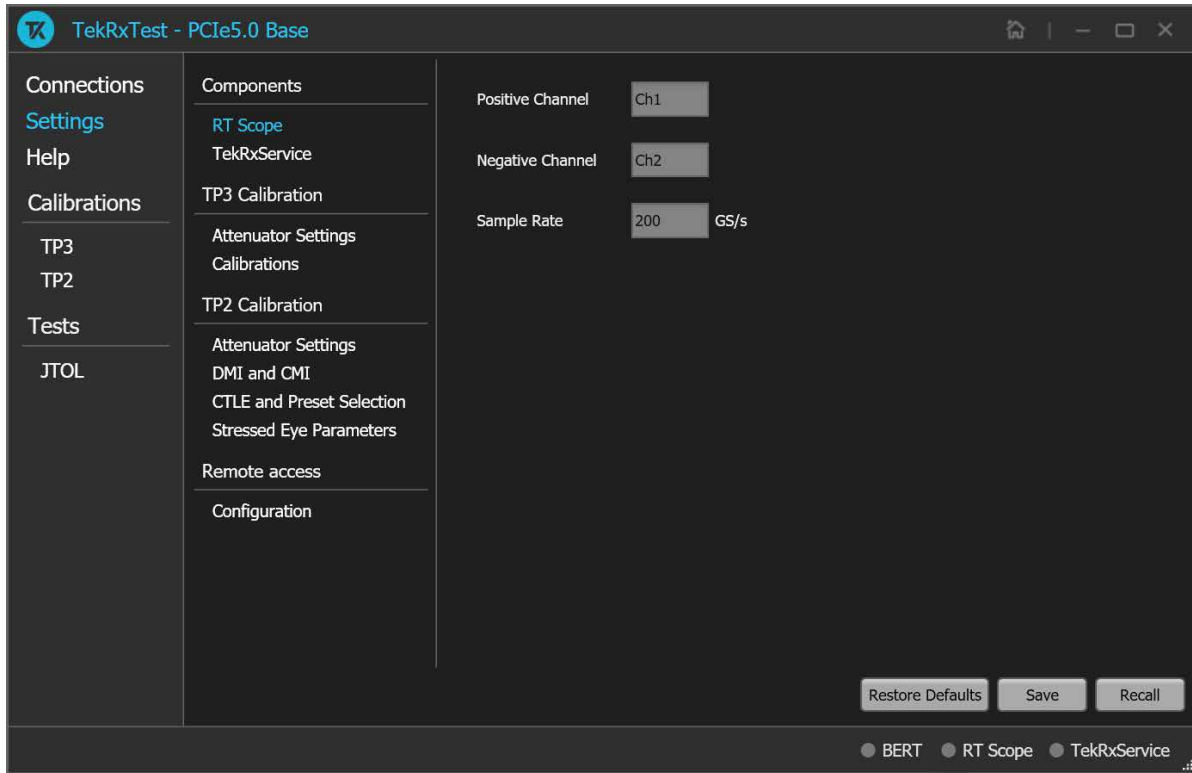 TekRxTest - PCIe5.0 Base
Connections
Settings
Help
Calibrations
TP3
TP2
Tests
JTOL
Components
RT Scope
TekRxService
TP3 Calibration
Attenuator Settings
Calibrations
TP2 Calibration
Attenuator Settings
DMI and CMI
CTLE and Preset Selection
Stressed Eye Parameters
Remote access
Configuration
Positive Channel Ch1
Negative Channel Ch2
Sample Rate 200 GS/s
Restore Defaults Save Recall
BERT RT Scope TekRxService